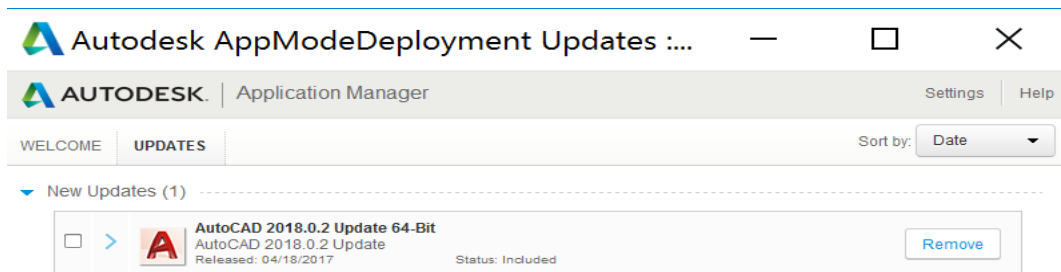 Autodesk AppModeDeployment Updates :...
AUTODESK. Application Manager Settings Help
WELCOME UPDATES Sort by: Date
New Updates (1)
AutoCAD 2018.0.2 Update 64-Bit
AutoCAD 2018.0.2 Update Remove
Released: 04/18/2017 Status: Included